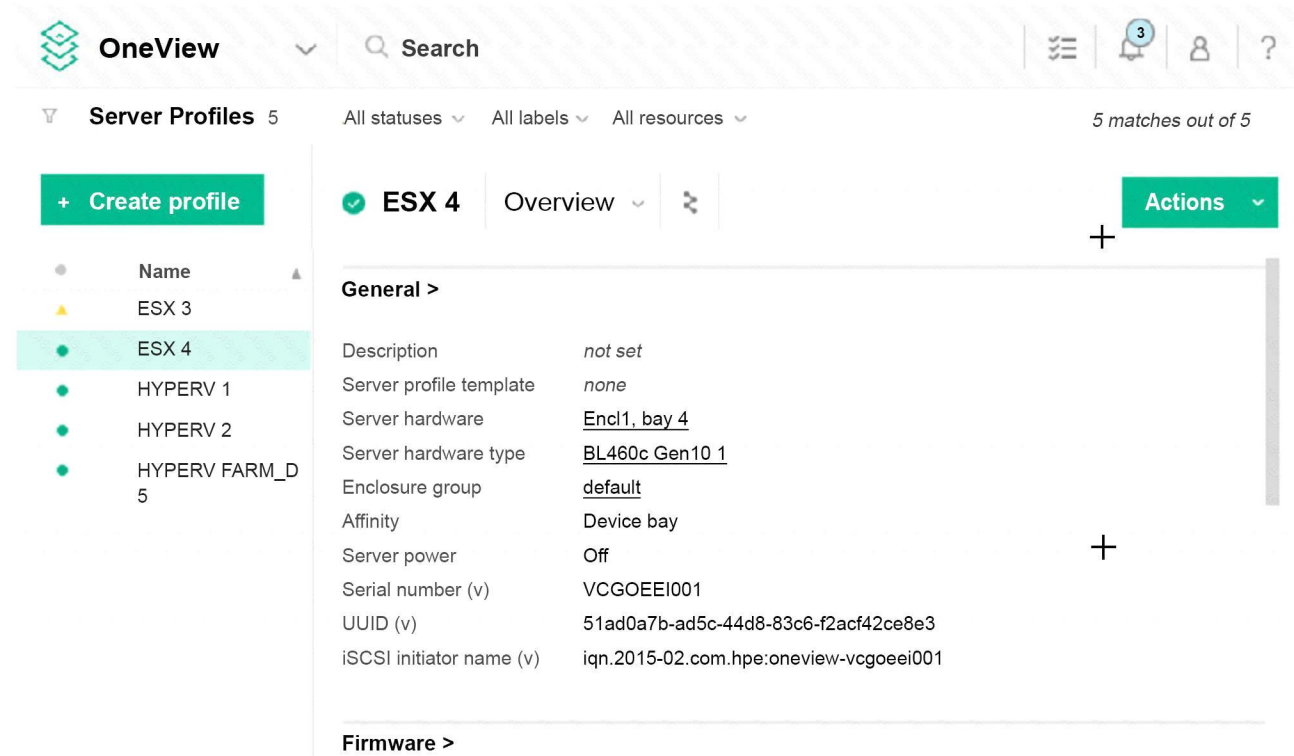 OneView
Search
3
?
Server Profiles 5
All statuses
All labels
All resources
5 matches out of 5
+ Create profile
ESX 4
Overview
Actions
Name
ESX 3
ESX 4
HYPERV 1
HYPERV 2
HYPERV FARM_D
5
General >
Description not set
Server profile template none
Server hardware Encl1, bay 4
Server hardware type BL460c Gen10 1
Enclosure group default
Affinity Device bay
Server power Off
Serial number (v) VCGOEEI001
UUID (v) 51ad0a7b-ad5c-44d8-83c6-f2acf42ce8e3
iSCSI initiator name (v) iqn.2015-02.com.hpe:oneview-vcgoeei001
Firmware >